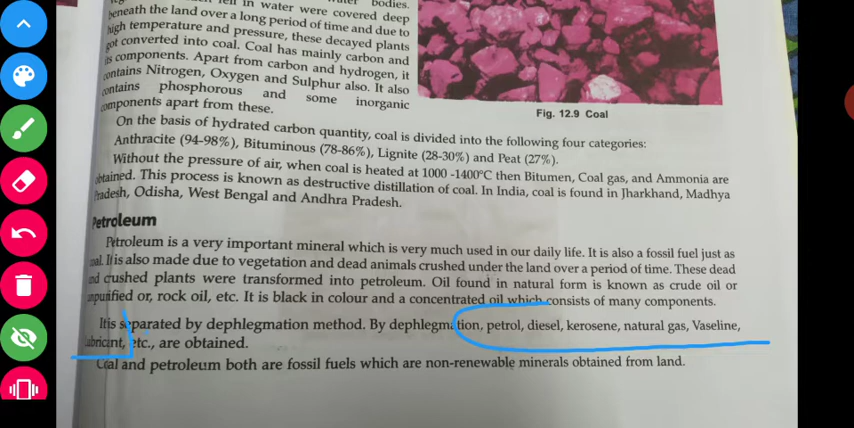 fell in water were covered deep
beneath the land over a long period of time and due to
high temperature and pressure, these decayed plants
got converted into coal. Coal has mainly carbon and
its components. Apart from carbon and hydrogen, it
contains Nitrogen, Oxygen and Sulphur also. It also
contains phosphorous and some inorganic
components apart from these.
Fig. 12.9 Coal
On the basis of hydrated carbon quantity, coal is divided into the following four categories:
Anthracite (94-98%), Bituminous (78-86%), Lignite (28-30%) and Peat (27%).
Without the pressure of air, when coal is heated at 1000 -1400°C then Bitumen, Coal gas, and Ammonia are
obtained. This process is known as destructive distillation of coal. In India, coal is found in Jharkhand, Madhya
Pradesh, Odisha, West Bengal and Andhra Pradesh.
Petroleum
Petroleum is a very important mineral which is very much used in our daily life. It is also a fossil fuel just as
coal. It is also made due to vegetation and dead animals crushed under the land over a period of time. These dead
and crushed plants were transformed into petroleum. Oil found in natural form is known as crude oil or
unpurified or, rock oil, etc. It is black in colour and a concentrated oil which consists of many components.
It is separated by dephlegmation method. By dephlegmation, petrol, diesel, kerosene, natural gas, Vaseline,
lubricant, etc., are obtained.
Coal and petroleum both are fossil fuels which are non-renewable minerals obtained from land.